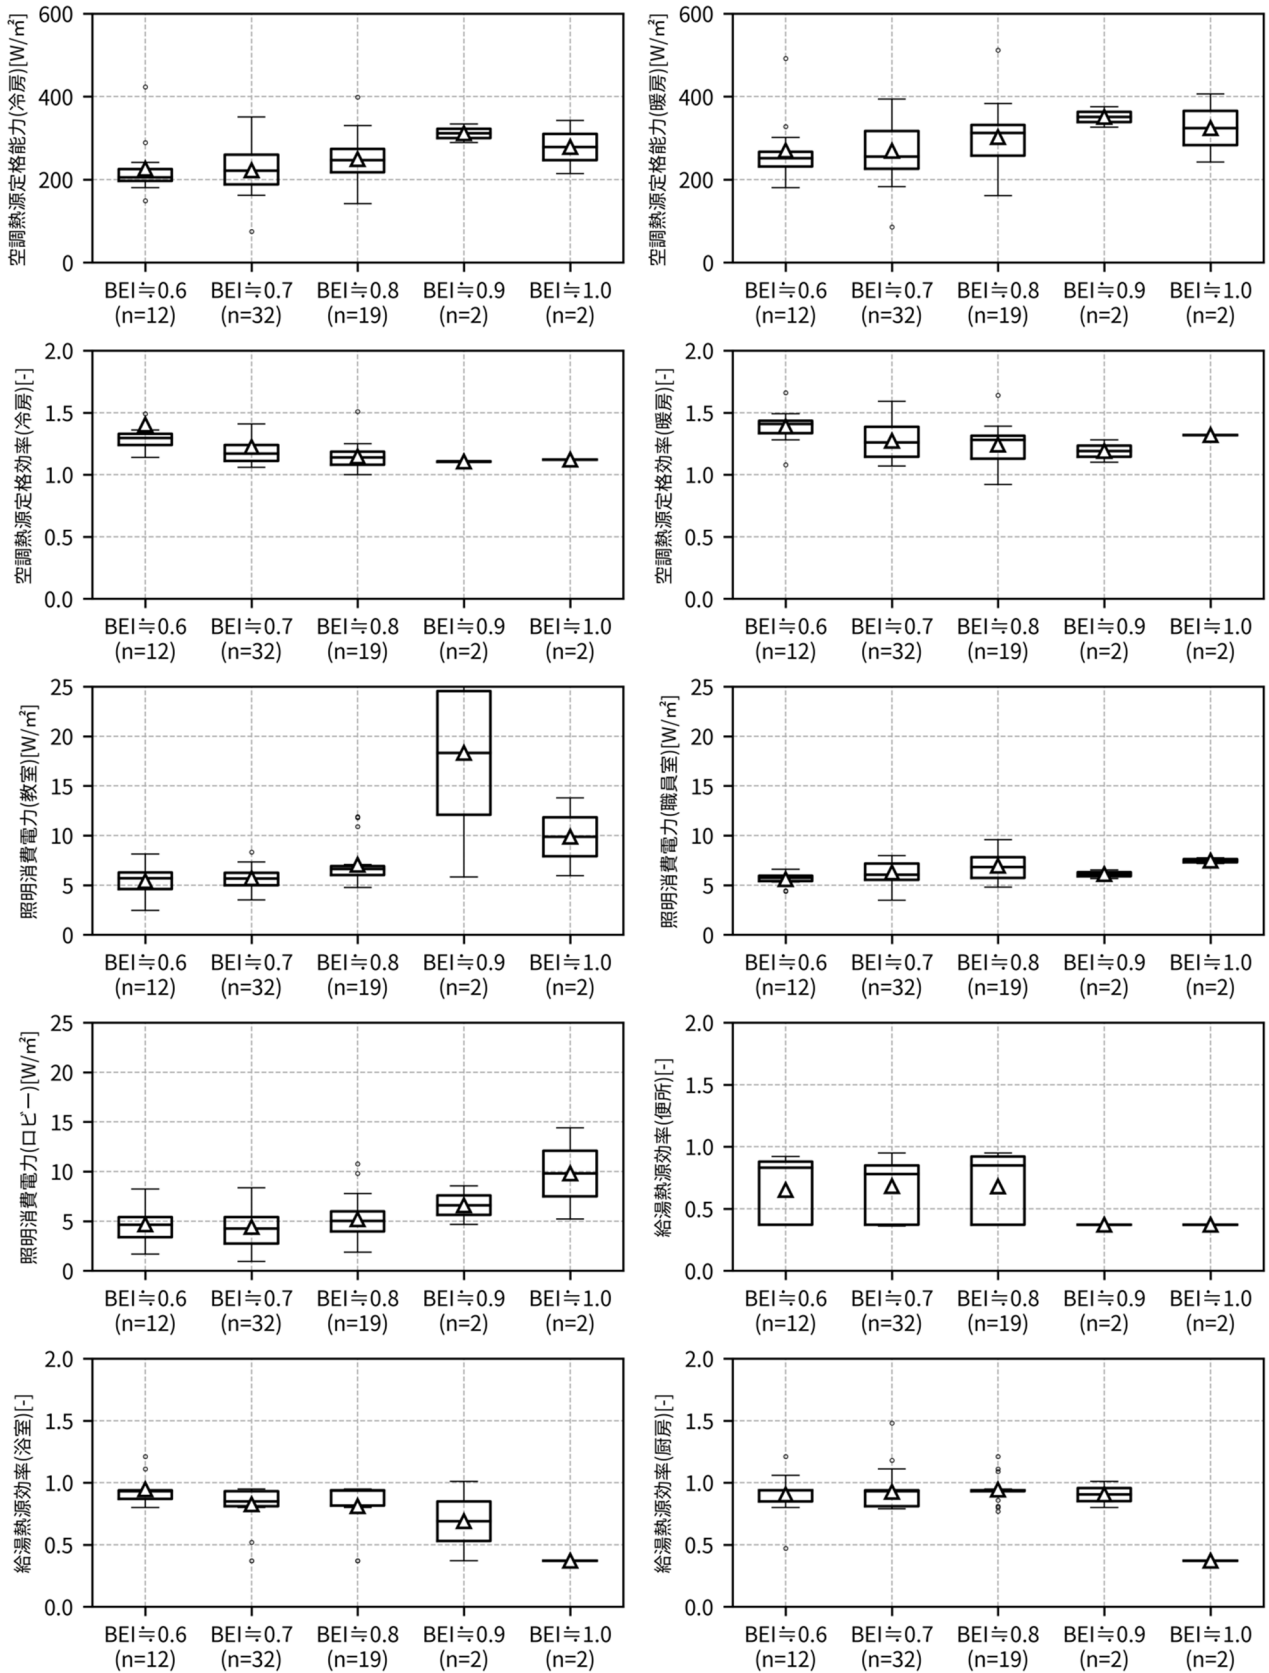 空調熱源定格能力(冷房)[W/㎡]
600
400
200
0
BEI≒0.6 BEI≒0.7 BEI≒0.8 BEI≒0.9 BEI≒1.0
(n=12) (n=32) (n=19) (n=2) (n=2)
空調熱源定格能力(暖房)[W/㎡]
600
400
200
0
BEI≒0.6 BEI≒0.7 BEI≒0.8 BEI≒0.9 BEI≒1.0
(n=12) (n=32) (n=19) (n=2) (n=2)
空調熱源定格効率(冷房)[-]
2.0
1.5
1.0
0.5
0.0
BEI≒0.6 BEI≒0.7 BEI≒0.8 BEI≒0.9 BEI≒1.0
(n=12) (n=32) (n=19) (n=2) (n=2)
空調熱源定格効率(暖房)[-]
2.0
1.5
1.0
0.5
0.0
BEI≒0.6 BEI≒0.7 BEI≒0.8 BEI≒0.9 BEI≒1.0
(n=12) (n=32) (n=19) (n=2) (n=2)
照明消費電力(教室)[W/㎡]
25
20
15
10
5
0
BEI≒0.6 BEI≒0.7 BEI≒0.8 BEI≒0.9 BEI≒1.0
(n=12) (n=32) (n=19) (n=2) (n=2)
照明消費電力(職員室)[W/㎡]
25
20
15
10
5
0
BEI≒0.6 BEI≒0.7 BEI≒0.8 BEI≒0.9 BEI≒1.0
(n=12) (n=32) (n=19) (n=2) (n=2)
照明消費電力(ロビー)[W/㎡]
25
20
15
10
5
0
BEI≒0.6 BEI≒0.7 BEI≒0.8 BEI≒0.9 BEI≒1.0
(n=12) (n=32) (n=19) (n=2) (n=2)
給湯熱源効率(便所)[-]
2.0
1.5
1.0
0.5
0.0
BEI≒0.6 BEI≒0.7 BEI≒0.8 BEI≒0.9 BEI≒1.0
(n=12) (n=32) (n=19) (n=2) (n=2)
給湯熱源効率(浴室)[-]
2.0
1.5
1.0
0.5
0.0
BEI≒0.6 BEI≒0.7 BEI≒0.8 BEI≒0.9 BEI≒1.0
(n=12) (n=32) (n=19) (n=2) (n=2)
給湯熱源効率(厨房)[-]
2.0
1.5
1.0
0.5
0.0
BEI≒0.6 BEI≒0.7 BEI≒0.8 BEI≒0.9 BEI≒1.0
(n=12) (n=32) (n=19) (n=2) (n=2)